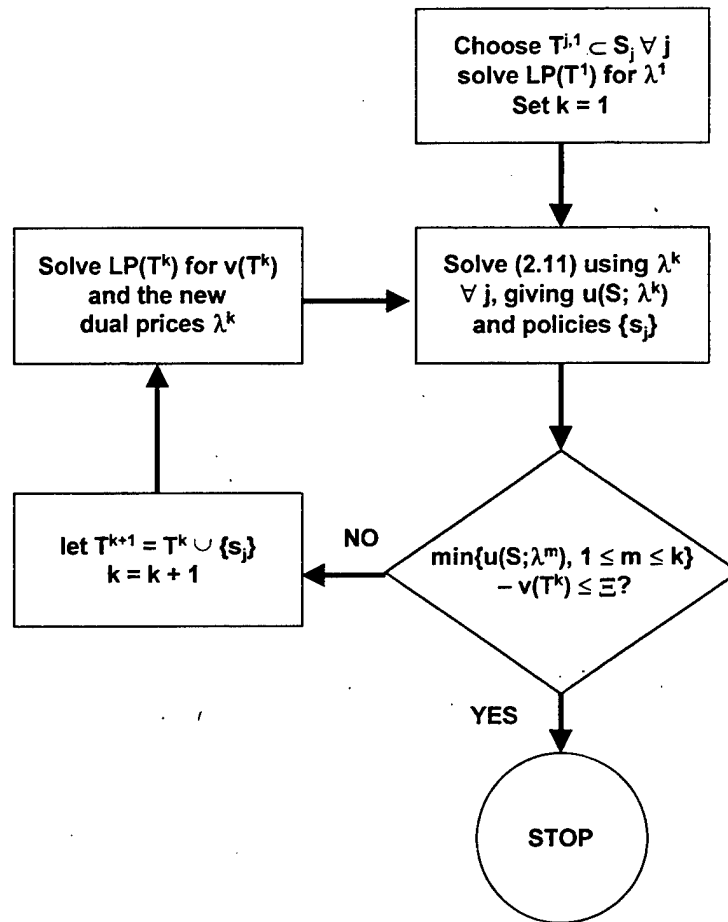 Choose T^{j,1} ⊂ S_j ∀ j
solve LP(T^1) for λ^1
Set k = 1
Solve LP(T^k) for v(T^k)
and the new
dual prices λ^k
Solve (2.11) using λ^k
∀ j, giving u(S; λ^k)
and policies {s_j}
let T^{k+1} = T^k ∪ {s_j}
k = k + 1
NO
min{u(S;λ^m), 1 ≤ m ≤ k}
– v(T^k) ≤ Ξ?
YES
STOP